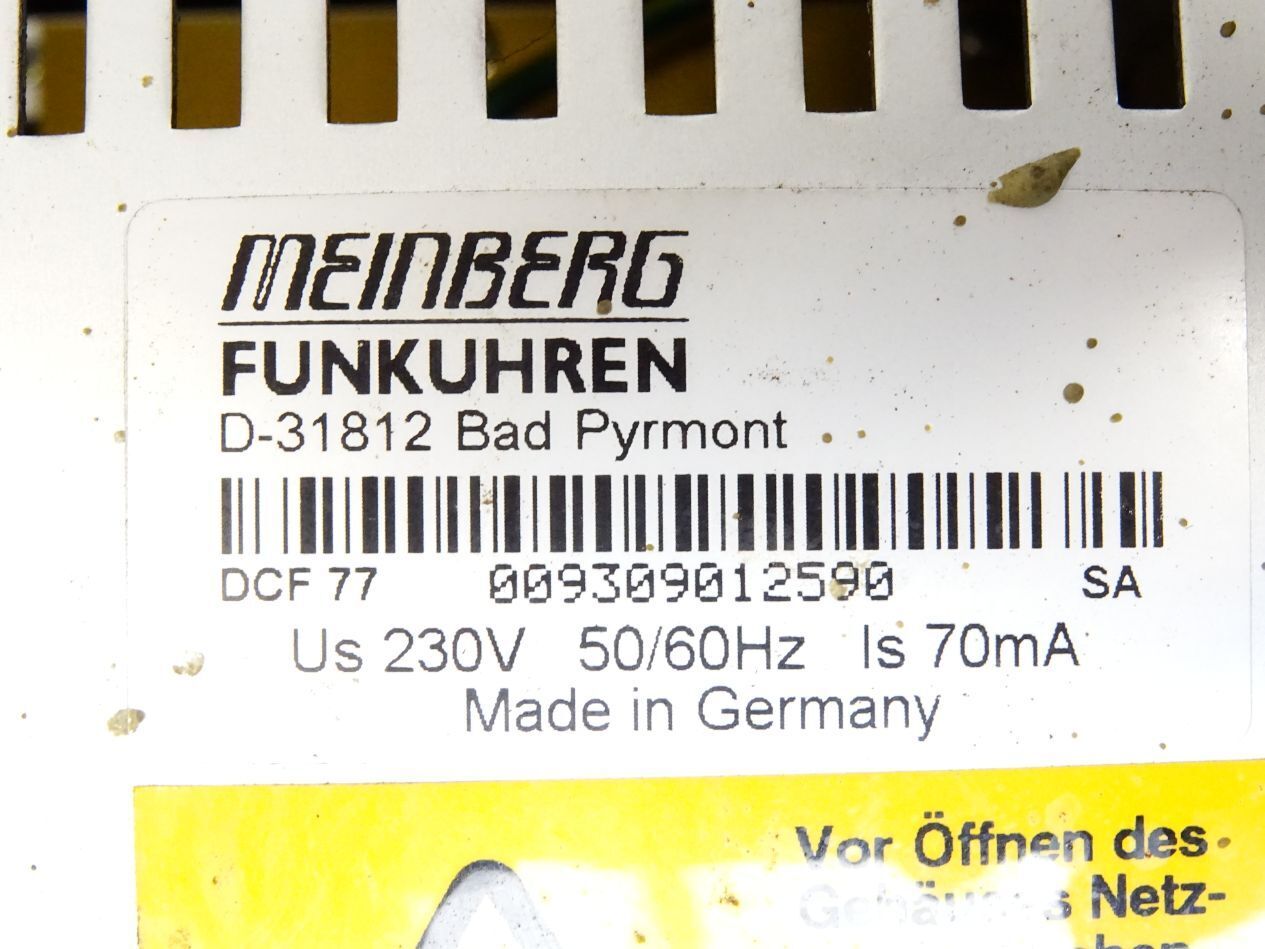 MEINBERG
FUNKUHREN
D-31812 Bad Pyrmont
DCF 77 009309012590 SA
Us 230V 50/60Hz Is 70mA
Made in Germany
Vor Öffnen des
Gehäuses Netz-